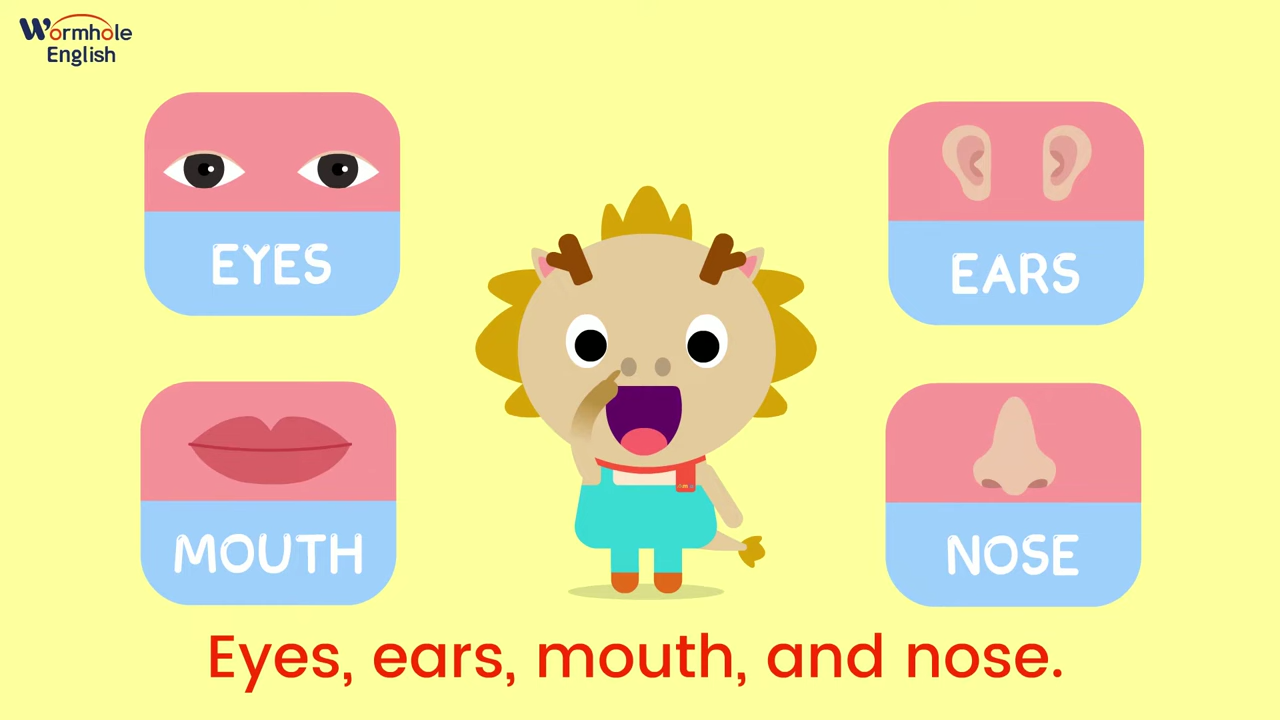 Wormhole
English
EYES
EARS
MOUTH
NOSE
Eyes, ears, mouth, and nose.